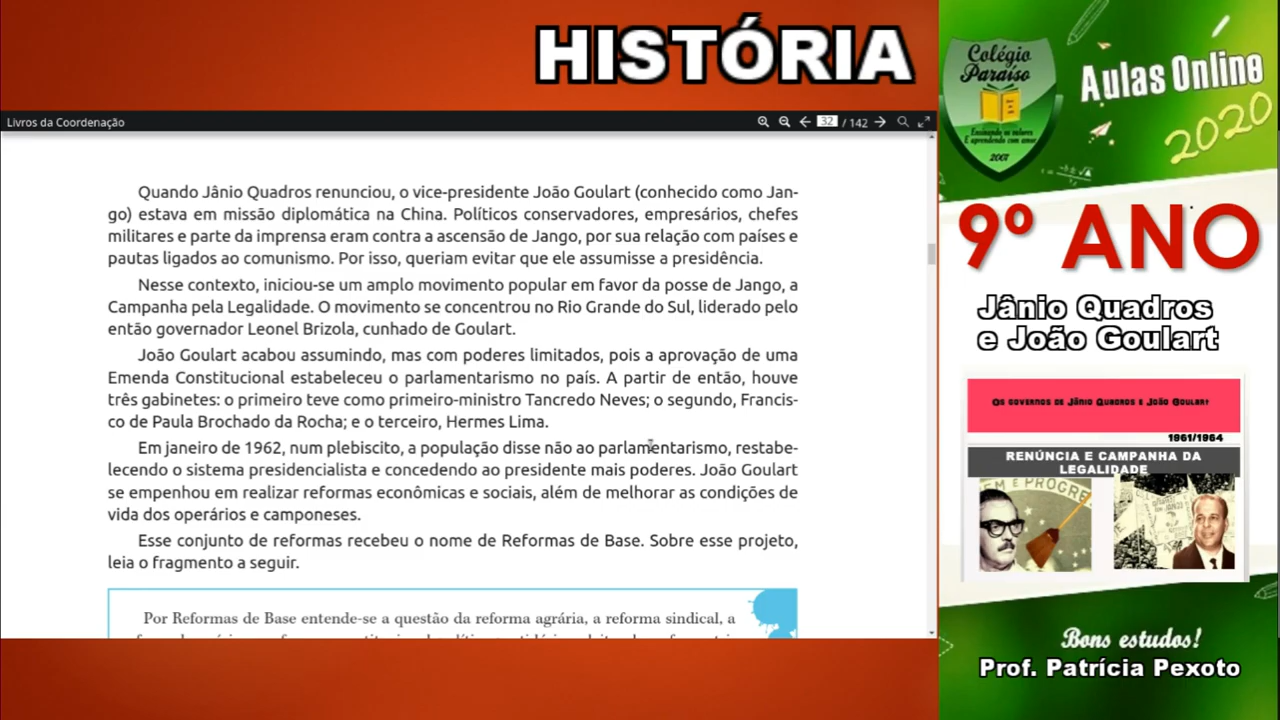 HISTÓRIA
Livros da Coordenação
32 / 142
Quando Jânio Quadros renunciou, o vice-presidente João Goulart (conhecido como Jan-
go) estava em missão diplomática na China. Políticos conservadores, empresários, chefes
militares e parte da imprensa eram contra a ascensão de Jango, por sua relação com países e
pautas ligados ao comunismo. Por isso, queriam evitar que ele assumisse a presidência.
Nesse contexto, iniciou-se um amplo movimento popular em favor da posse de Jango, a
Campanha pela Legalidade. O movimento se concentrou no Rio Grande do Sul, liderado pelo
então governador Leonel Brizola, cunhado de Goulart.
João Goulart acabou assumindo, mas com poderes limitados, pois a aprovação de uma
Emenda Constitucional estabeleceu o parlamentarismo no país. A partir de então, houve
três gabinetes: o primeiro teve como primeiro-ministro Tancredo Neves; o segundo, Francis-
co de Paula Brochado da Rocha; e o terceiro, Hermes Lima.
Em janeiro de 1962, num plebiscito, a população disse não ao parlamentarismo, restabe-
lecendo o sistema presidencialista e concedendo ao presidente mais poderes. João Goulart
se empenhou em realizar reformas econômicas e sociais, além de melhorar as condições de
vida dos operários e camponeses.
Esse conjunto de reformas recebeu o nome de Reformas de Base. Sobre esse projeto,
leia o fragmento a seguir.
Por Reformas de Base entende-se a questão da reforma agrária, a reforma sindical, a
Colégio
Paraíso
Ensinando os valores
E aprendendo com amor
2007
Aulas Online
2020
9º ANO
Jânio Quadros
e João Goulart
Os governos de Jânio Quadros e João Goulart
1961/1964
RENÚNCIA E CAMPANHA DA
LEGALIDADE
EM E PROGRE
Bons estudos!
Prof. Patrícia Pexoto